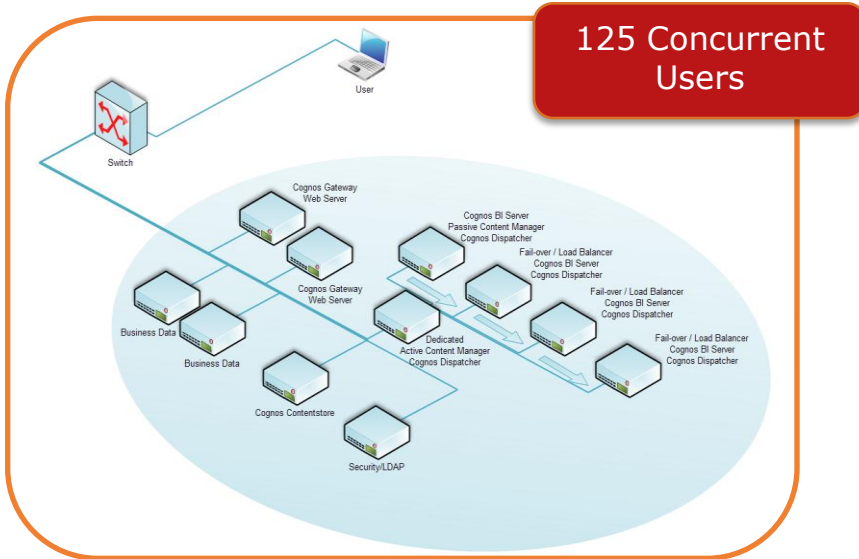 125 Concurrent
Users
User
Switch
Cognos Gateway
Web Server
Cognos Gateway
Web Server
Business Data
Business Data
Cognos BI Server
Passive Content Manager
Cognos Dispatcher
Fail-over / Load Balancer
Cognos BI Server
Cognos Dispatcher
Fail-over / Load Balancer
Cognos BI Server
Cognos Dispatcher
Fail-over / Load Balancer
Cognos BI Server
Cognos Dispatcher
Dedicated
Active Content Manager
Cognos Dispatcher
Cognos Contentstore
Security/LDAP